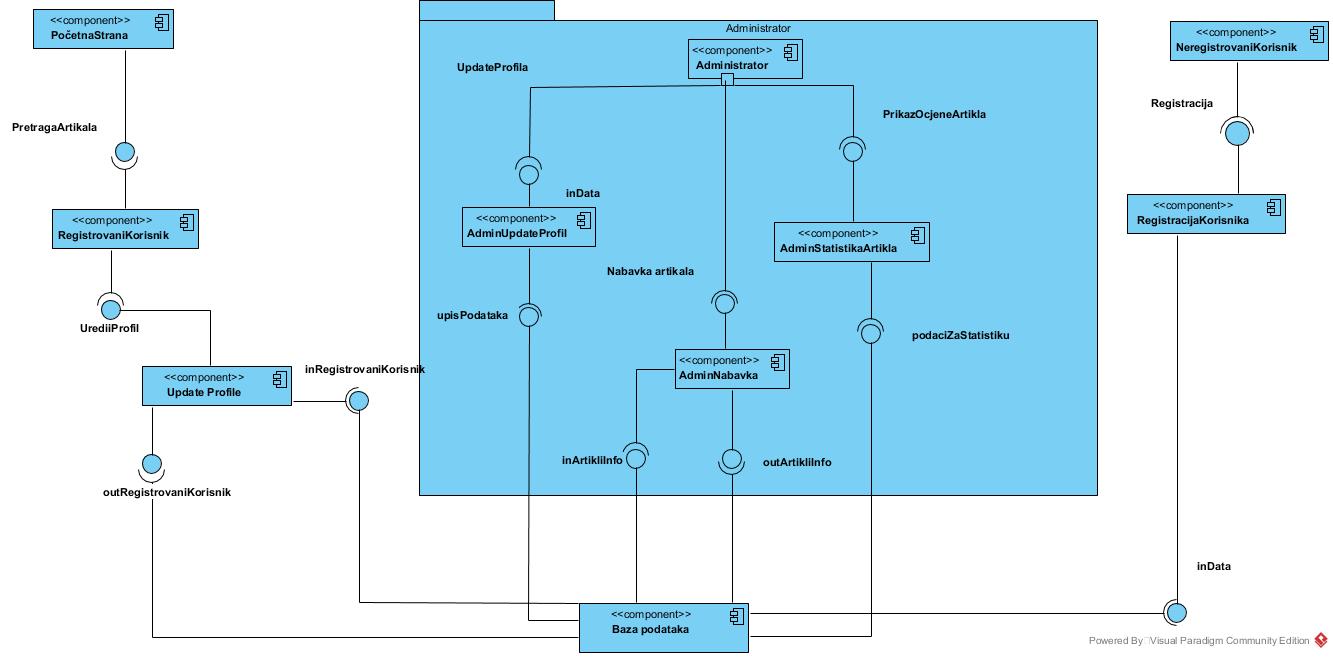 <<component>>
PočetnaStrana
PretragaArtikala
<<component>>
RegistrovaniKorisnik
UrediiProfil
<<component>>
Update Profile
inRegistrovaniKorisnik
outRegistrovaniKorisnik
Administrator
<<component>>
Administrator
UpdateProfila
PrikazOcjeneArtikla
inData
<<component>>
AdminUpdateProfil
<<component>>
AdminStatistikaArtikla
Nabavka artikala
upisPodataka
podaciZaStatistiku
<<component>>
AdminNabavka
inArtikliInfo
outArtikliInfo
<<component>>
NeregistrovaniKorisnik
Registracija
<<component>>
RegistracijaKorisnika
inData
<<component>>
Baza podataka
Powered By Visual Paradigm Community Edition